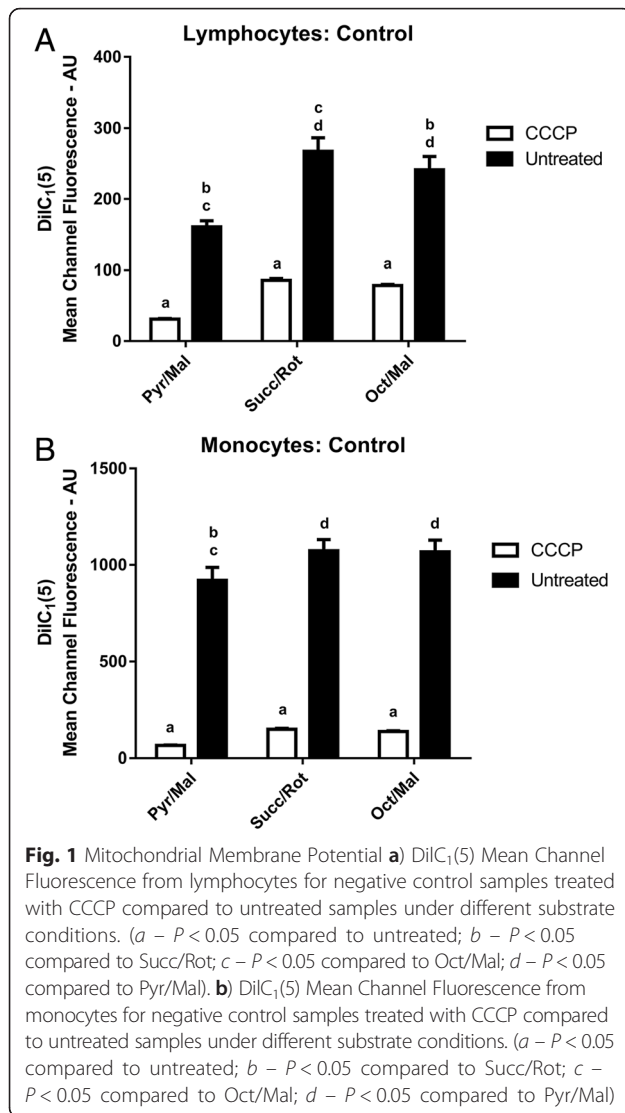 A
Lymphocytes: Control
400
300
200
100
0
DilC₁(5)
Mean Channel Fluorescence - AU
a
b
c
a
c
d
a
b
d
CCCP
Untreated
Pyr/Mal
Succ/Rot
Oct/Mal
B
Monocytes: Control
1500
1000
500
0
DilC₁(5)
Mean Channel Fluorescence - AU
a
b
c
a
d
a
d
CCCP
Untreated
Pyr/Mal
Succ/Rot
Oct/Mal
Fig. 1 Mitochondrial Membrane Potential a) DilC₁(5) Mean Channel
Fluorescence from lymphocytes for negative control samples treated
with CCCP compared to untreated samples under different substrate
conditions. (a – P < 0.05 compared to untreated; b – P < 0.05
compared to Succ/Rot; c – P < 0.05 compared to Oct/Mal; d – P < 0.05
compared to Pyr/Mal). b) DilC₁(5) Mean Channel Fluorescence from
monocytes for negative control samples treated with CCCP compared
to untreated samples under different substrate conditions. (a – P < 0.05
compared to untreated; b – P < 0.05 compared to Succ/Rot; c –
P < 0.05 compared to Oct/Mal; d – P < 0.05 compared to Pyr/Mal)